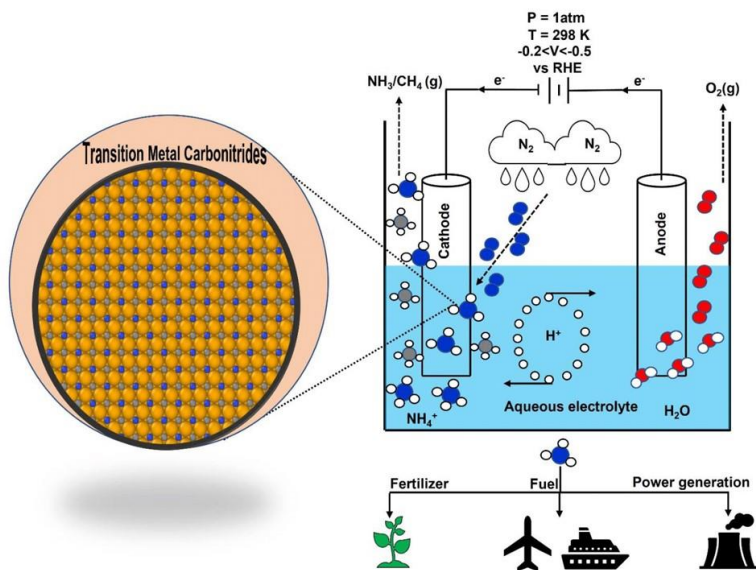 P = 1atm
T = 298 K
-0.2<V<-0.5
vs RHE
NH₃/CH₄ (g)
e⁻
e⁻
O₂(g)
Transition Metal Carbonitrides
N₂
N₂
Cathode
Anode
H⁺
Aqueous electrolyte
H₂O
NH₄⁺
Fertilizer
Fuel
Power generation